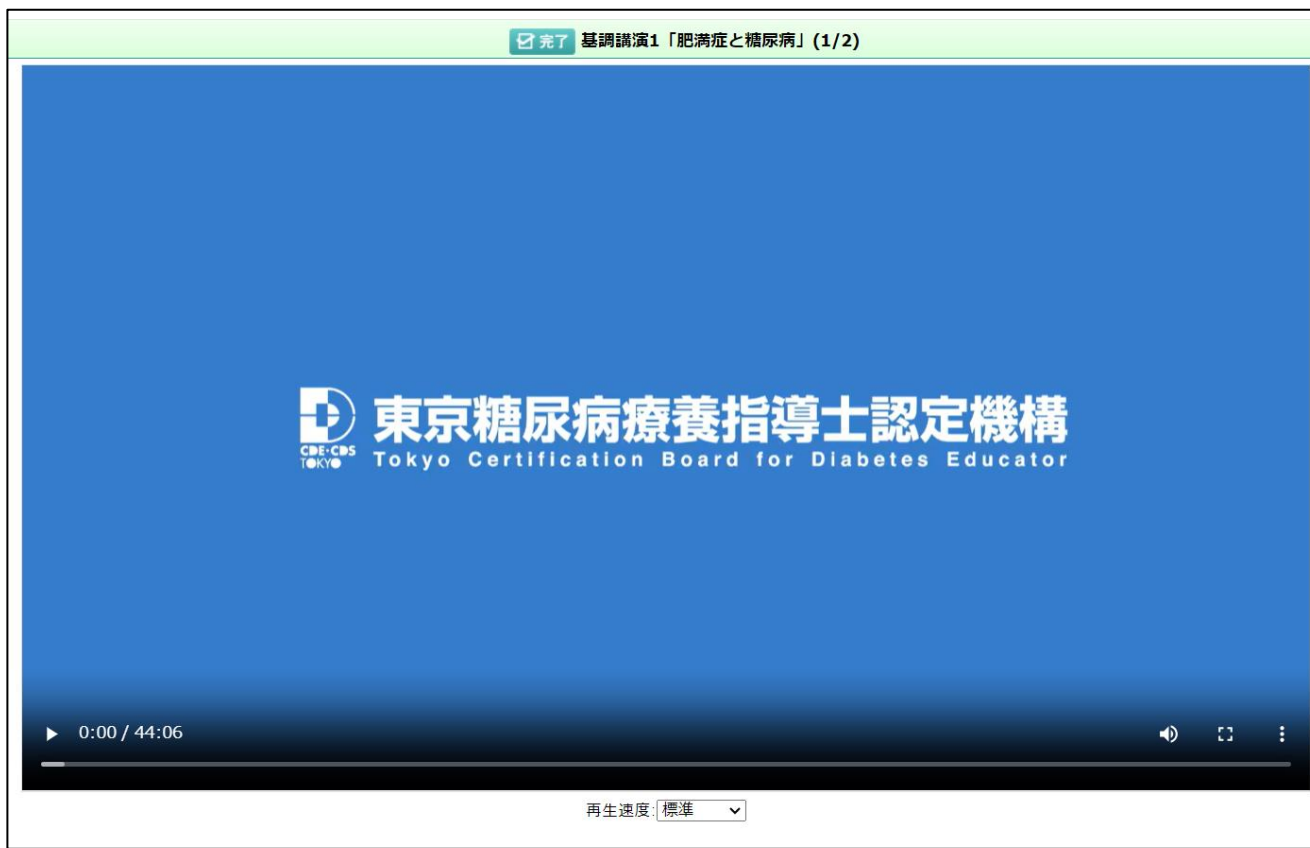 完了 基調講演1「肥満症と糖尿病」(1/2)
東京糖尿病療養指導士認定機構
CDE・CDS
TOKYO
Tokyo Certification Board for Diabetes Educator
0:00 / 44:06
再生速度:標準